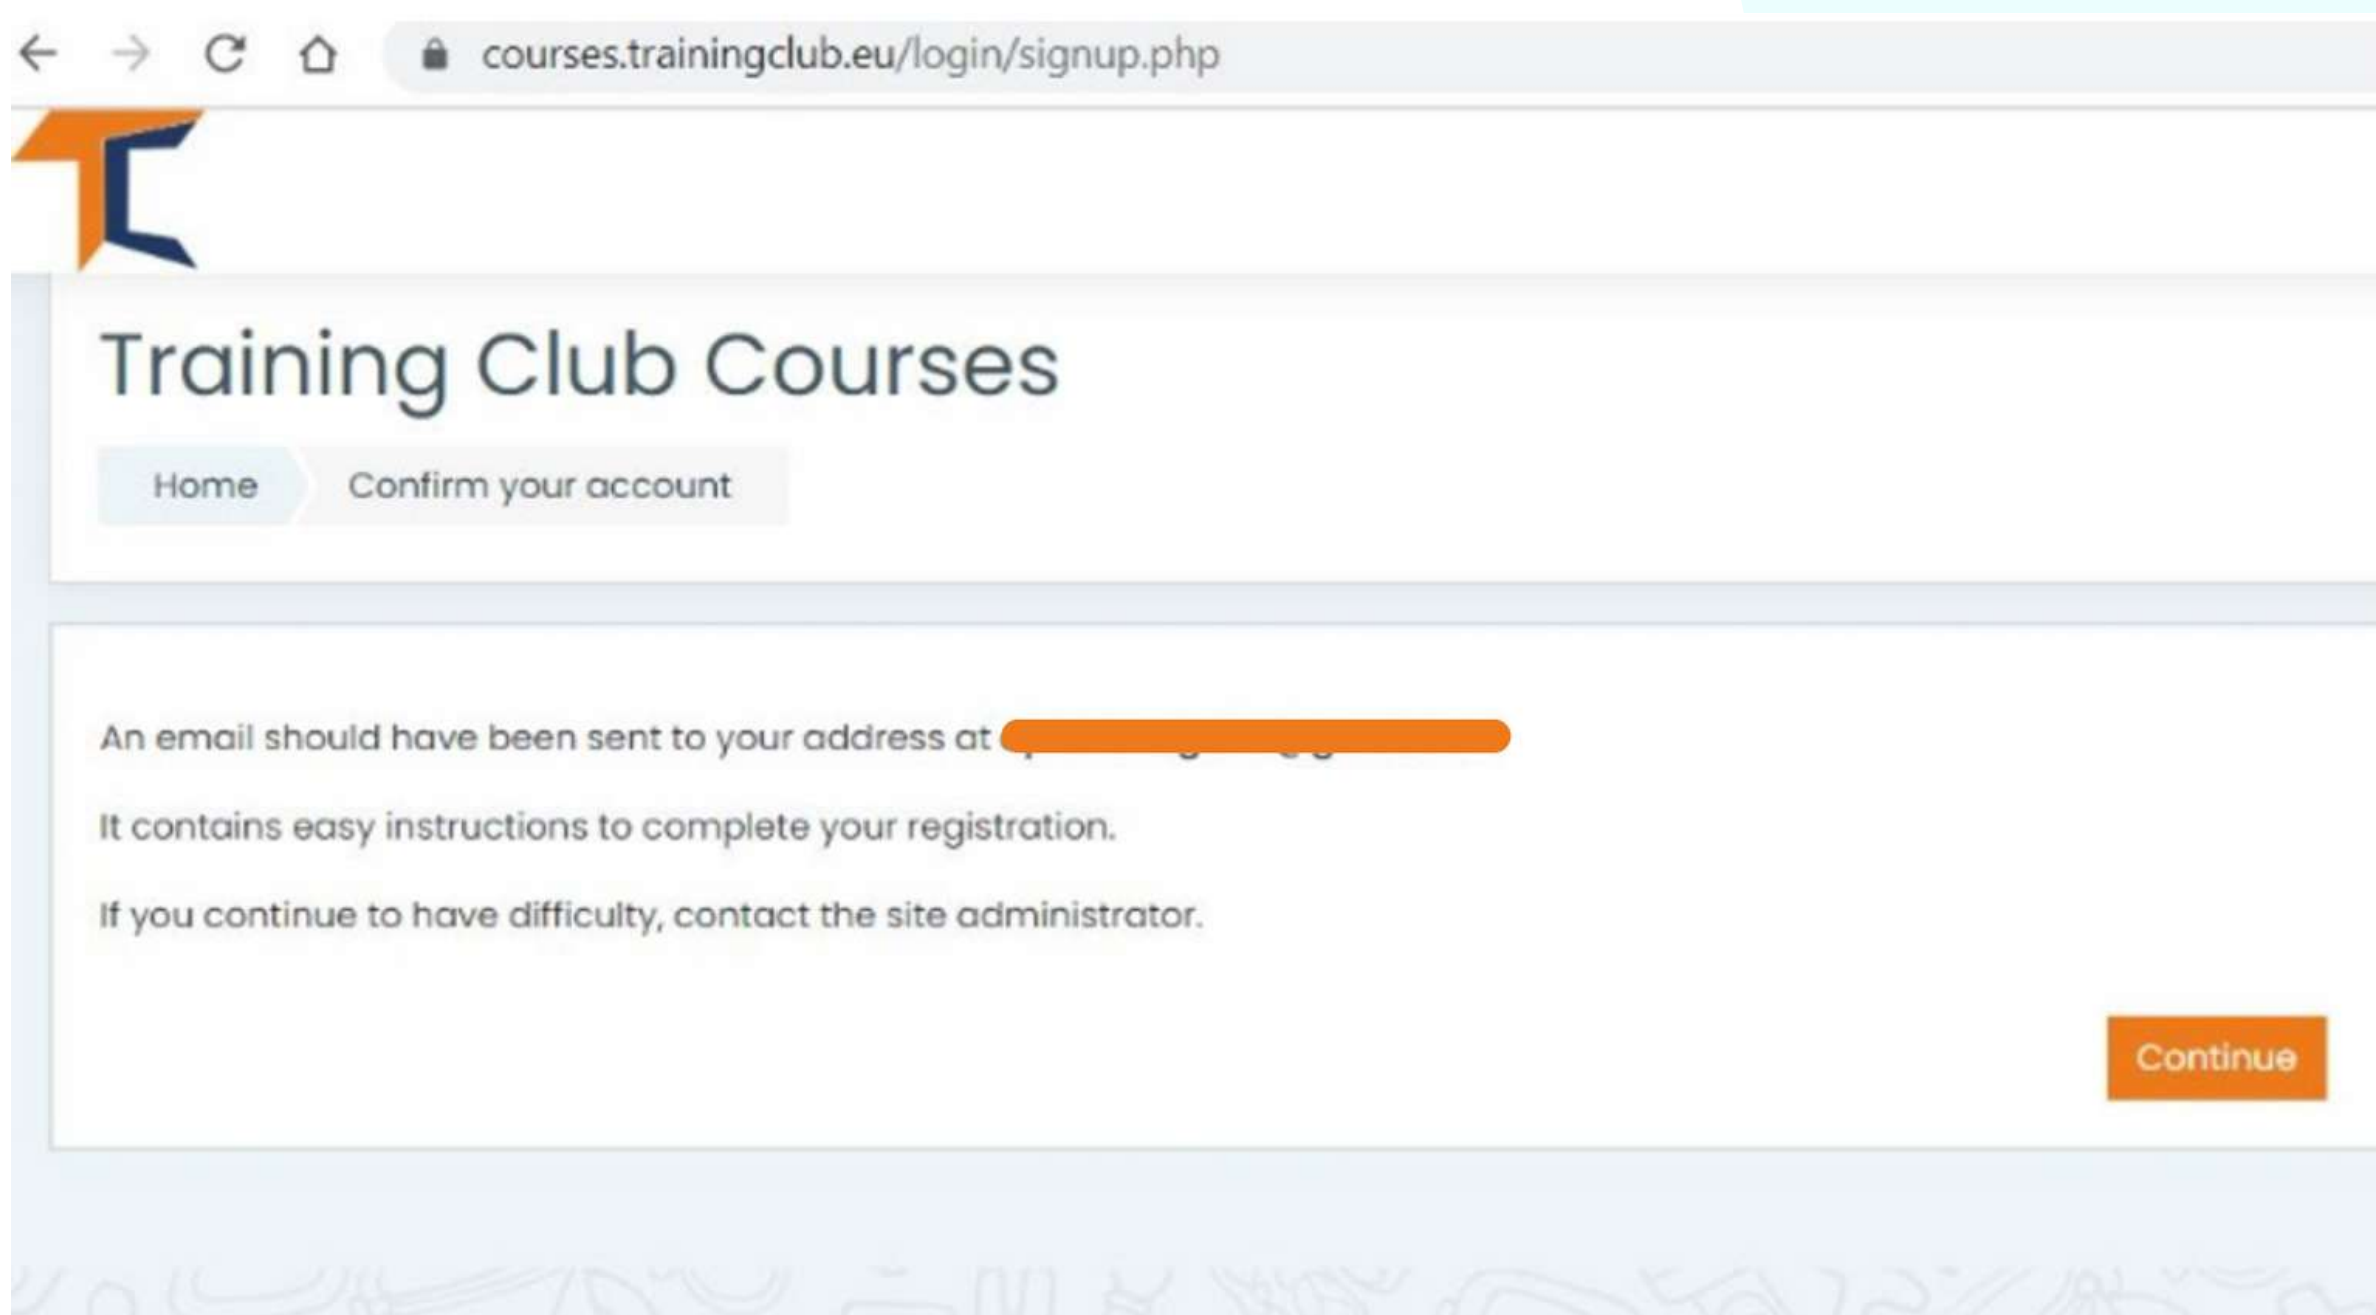 courses.trainingclub.eu/login/signup.php
TC
Training Club Courses
Home Confirm your account
An email should have been sent to your address at
It contains easy instructions to complete your registration.
If you continue to have difficulty, contact the site administrator.
Continue